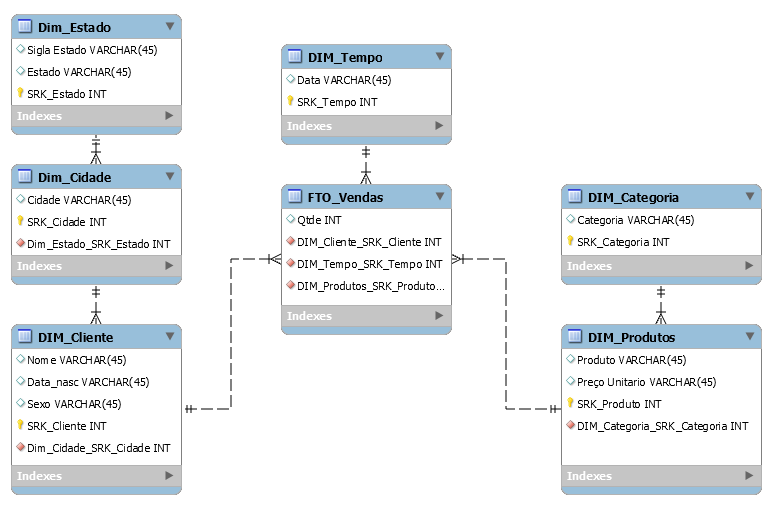 Dim_Estado
Sigla Estado VARCHAR(45)
Estado VARCHAR(45)
SRK_Estado INT
Indexes
Dim_Cidade
Cidade VARCHAR(45)
SRK_Cidade INT
Dim_Estado_SRK_Estado INT
Indexes
DIM_Cliente
Nome VARCHAR(45)
Data_nasc VARCHAR(45)
Sexo VARCHAR(45)
SRK_Cliente INT
Dim_Cidade_SRK_Cidade INT
Indexes
DIM_Tempo
Data VARCHAR(45)
SRK_Tempo INT
Indexes
FTO_Vendas
Qtde INT
DIM_Cliente_SRK_Cliente INT
DIM_Tempo_SRK_Tempo INT
DIM_Produtos_SRK_Produto...
Indexes
DIM_Categoria
Categoria VARCHAR(45)
SRK_Categoria INT
Indexes
DIM_Produtos
Produto VARCHAR(45)
Preço Unitario VARCHAR(45)
SRK_Produto INT
DIM_Categoria_SRK_Categoria INT
Indexes